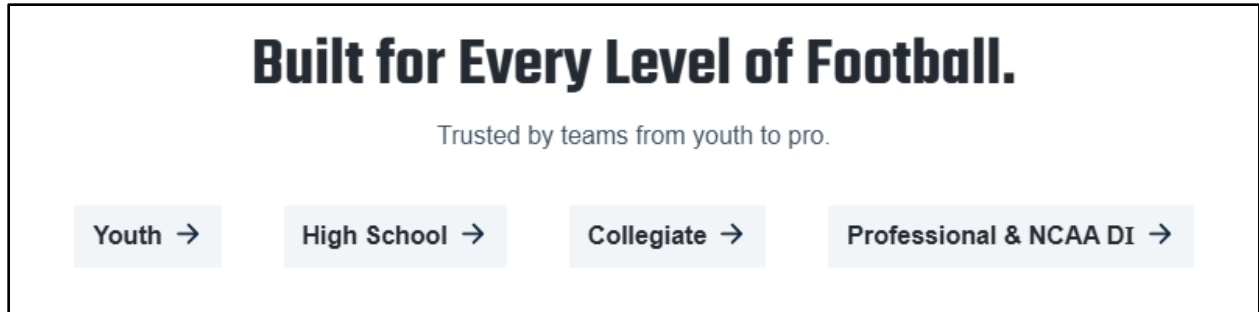 Built for Every Level of Football.
Trusted by teams from youth to pro.
Youth → High School → Collegiate → Professional & NCAA DI →